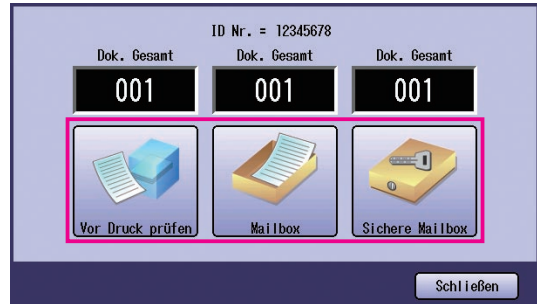 ID Nr. = 12345678
Dok. Gesamt Dok. Gesamt Dok. Gesamt
001 001 001
Vor Druck prüfen Mailbox Sichere Mailbox
Schließen